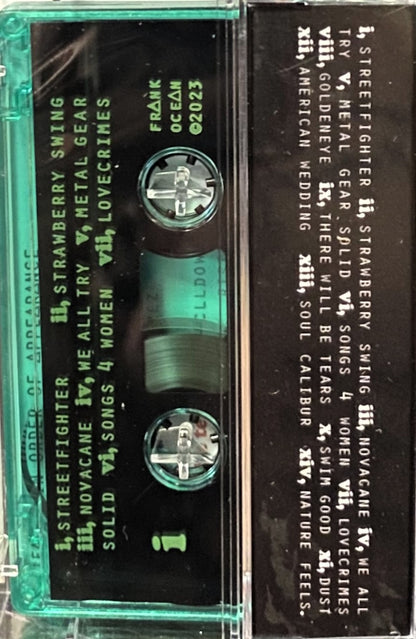 i, STREETFIGHTER ii, STRAWBERRY SWING
iii, NOVACANE iv, WE ALL TRY v, METAL GEAR
SOLID vi, SONGS 4 WOMEN vii, LOVECRIMES
i
FRANK
OCEAN
©2023
i, STREETFIGHTER ii, STRAWBERRY SWING iii, NOVACANE iv, WE ALL
TRY v, METAL GEAR SOLID vi, SONGS 4 WOMEN vii, LOVECRIMES
viii, GOLDENEYE ix, THERE WILL BE TEARS x, SWIM GOOD xi, DUST
xii, AMERICAN WEDDING xiii, SOUL CALIBUR xiv, NATURE FEELS.
ORDER OF APPEARANCE